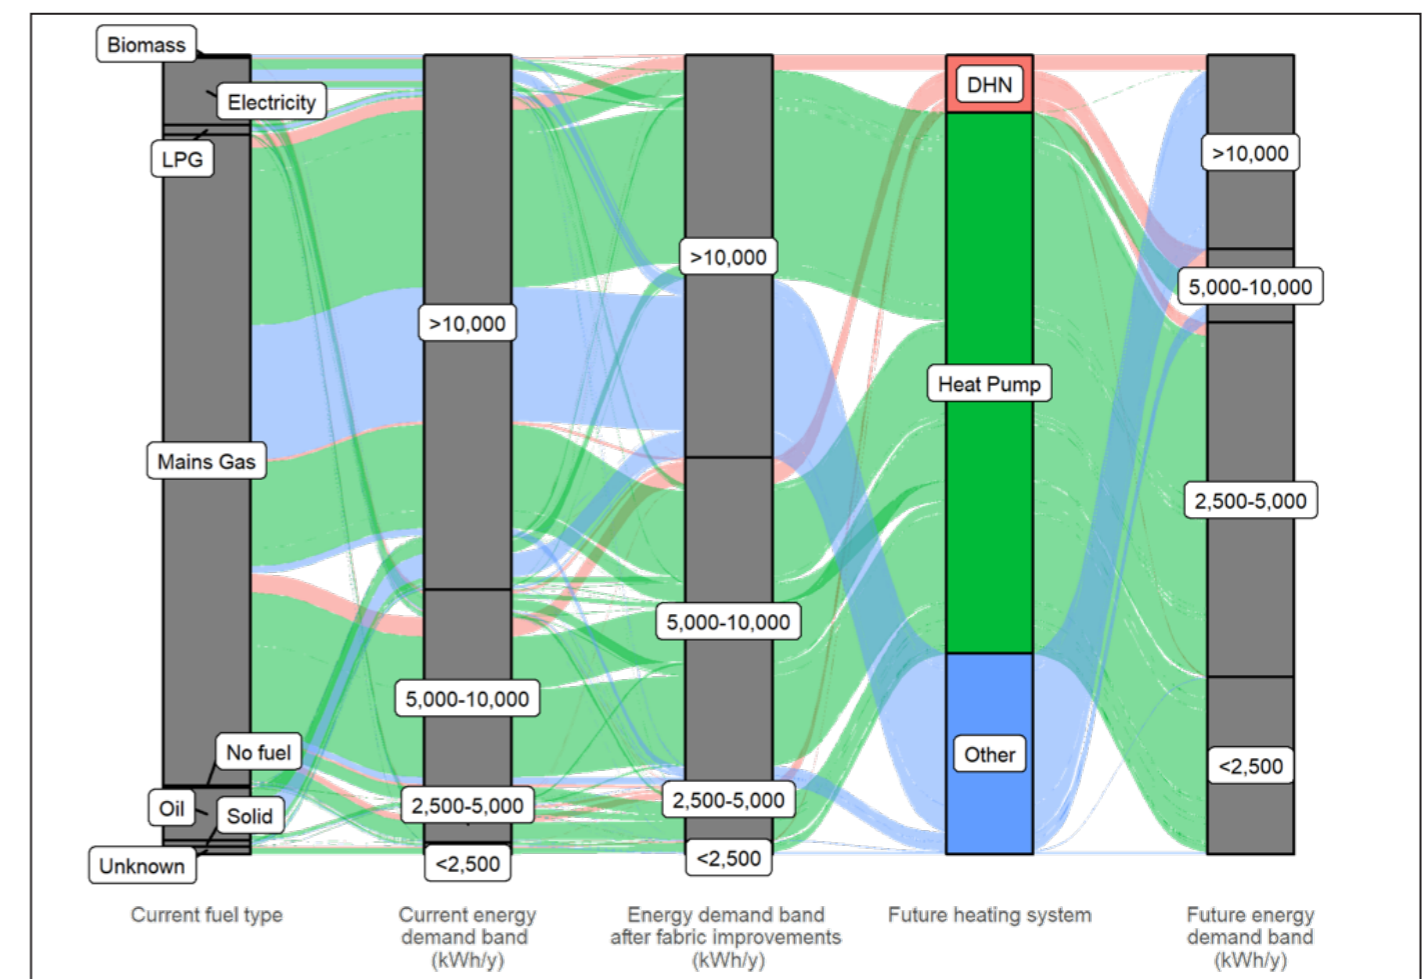 Biomass
Electricity
LPG
Mains Gas
No fuel
Oil
Solid
Unknown
>10,000
5,000-10,000
2,500-5,000
<2,500
>10,000
5,000-10,000
2,500-5,000
<2,500
DHN
Heat Pump
Other
>10,000
5,000-10,000
2,500-5,000
<2,500
Current fuel type
Current energy
demand band
(kWh/y)
Energy demand band
after fabric improvements
(kWh/y)
Future heating system
Future energy
demand band
(kWh/y)